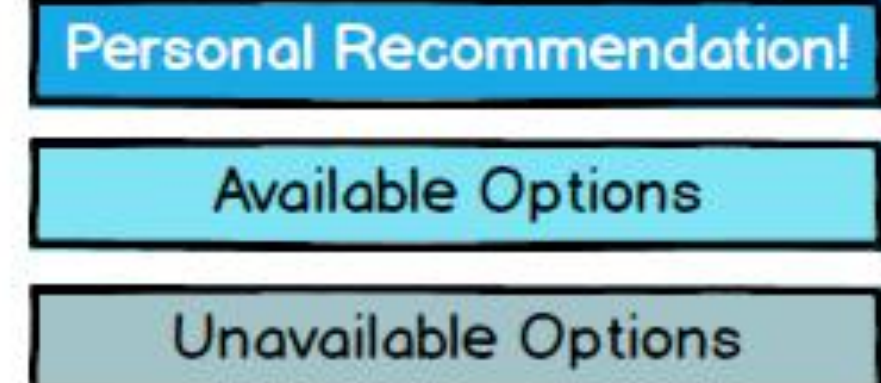 Personal Recommendation!
Available Options
Unavailable Options